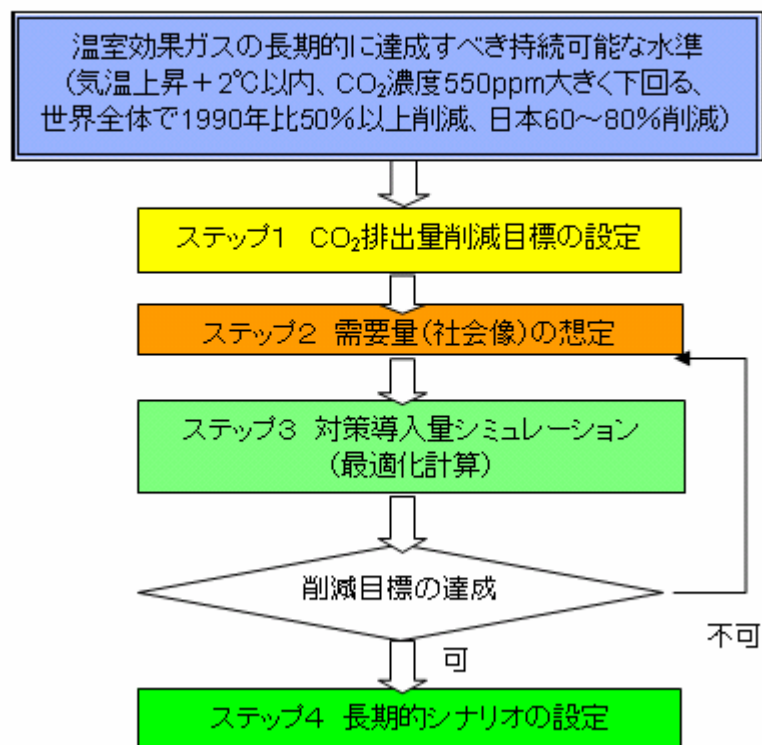 温室効果ガスの長期的に達成すべき持続可能な水準
(気温上昇＋2℃以内、CO₂濃度550ppm大きく下回る、
世界全体で1990年比50%以上削減、日本60～80%削減)
ステップ1　CO₂排出量削減目標の設定
ステップ2　需要量(社会像)の想定
ステップ3　対策導入量シミュレーション
(最適化計算)
削減目標の達成
不可
可
ステップ4　長期的シナリオの設定